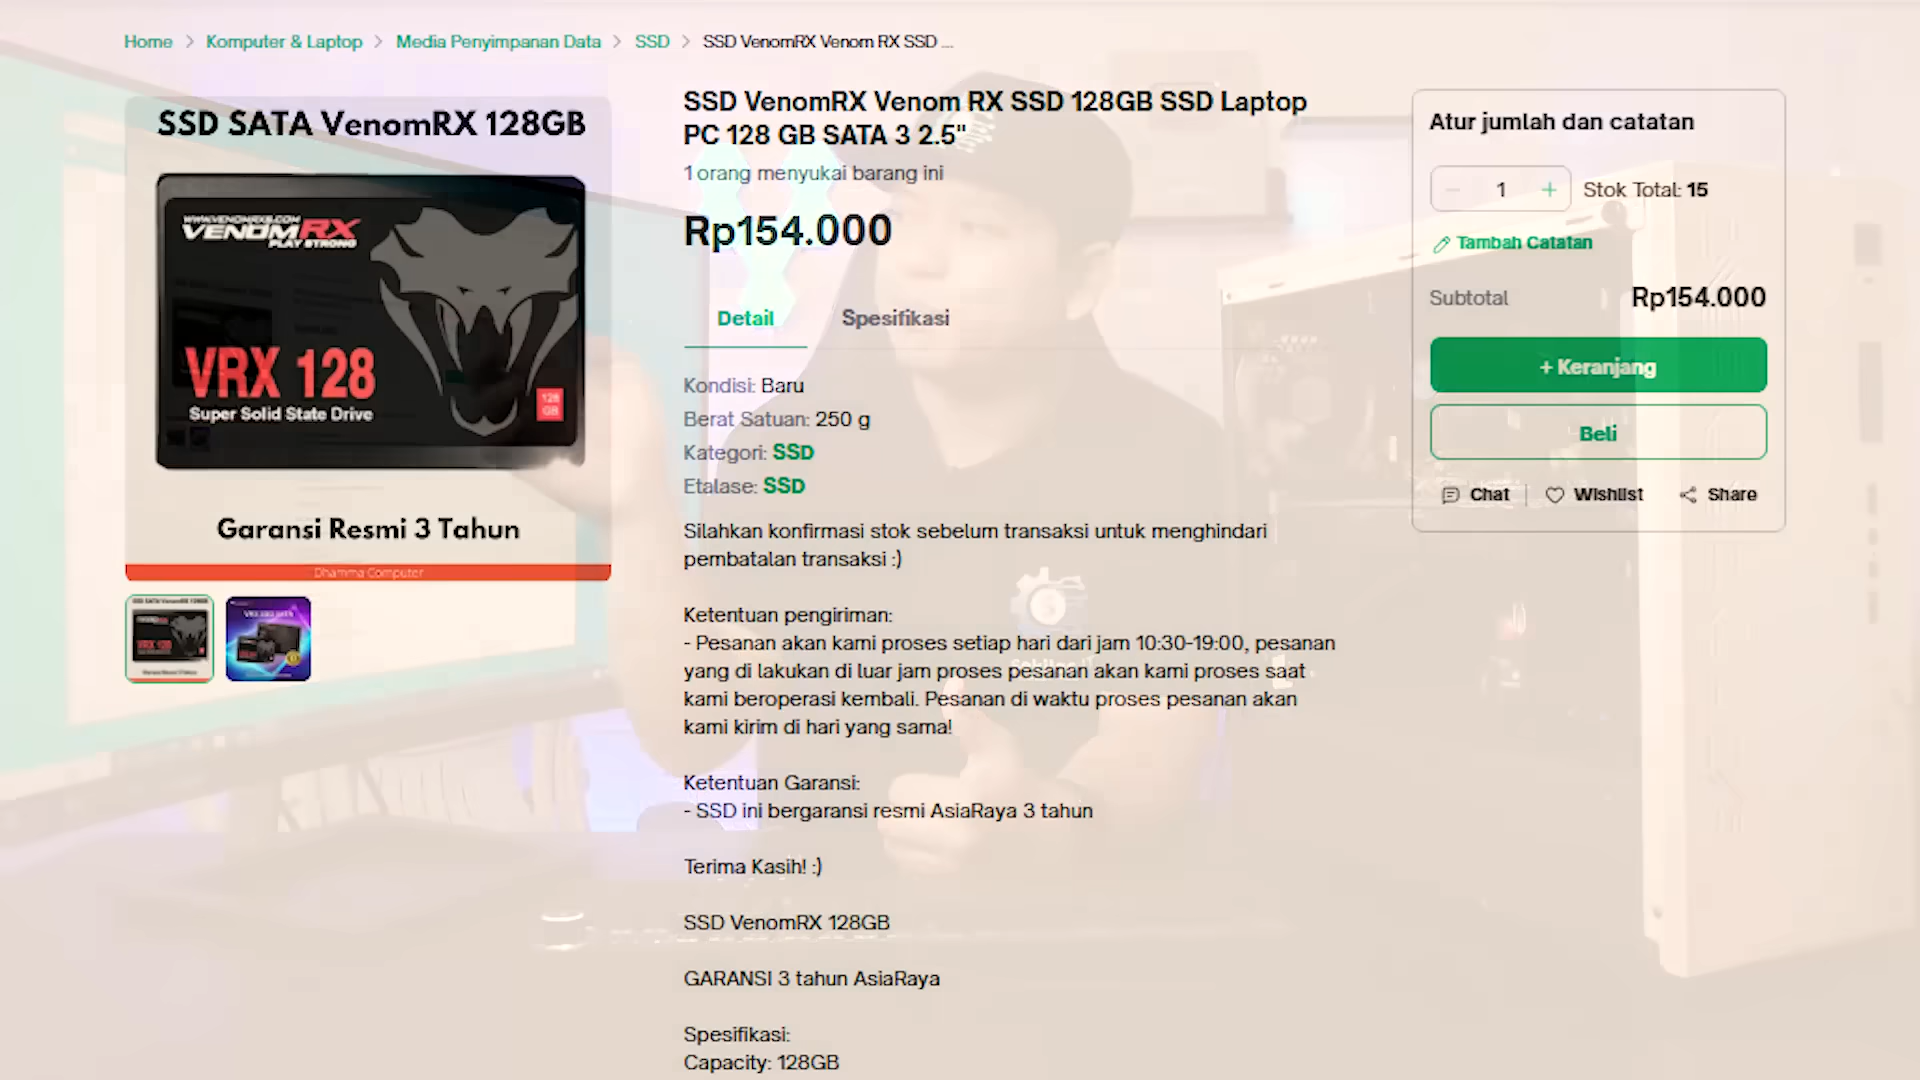 Home > Komputer & Laptop > Media Penyimpanan Data > SSD > SSD VenomRX Venom RX SSD ...
SSD SATA VenomRX 128GB
WWW.VENOMRX.COM
VENOMRX
PLAY STRONG
VRX 128
Super Solid State Drive
128
GB
Garansi Resmi 3 Tahun
Dhamma Computer
SSD VenomRX Venom RX SSD 128GB SSD Laptop
PC 128 GB SATA 3 2.5"
1 orang menyukai barang ini
Rp154.000
Detail
Spesifikasi
Kondisi: Baru
Berat Satuan: 250 g
Kategori: SSD
Etalase: SSD
Silahkan konfirmasi stok sebelum transaksi untuk menghindari
pembatalan transaksi :)
Ketentuan pengiriman:
- Pesanan akan kami proses setiap hari dari jam 10:30-19:00, pesanan
yang di lakukan di luar jam proses pesanan akan kami proses saat
kami beroperasi kembali. Pesanan di waktu proses pesanan akan
kami kirim di hari yang sama!
Ketentuan Garansi:
- SSD ini bergaransi resmi AsiaRaya 3 tahun
Terima Kasih! :)
SSD VenomRX 128GB
GARANSI 3 tahun AsiaRaya
Spesifikasi:
Capacity: 128GB
Atur jumlah dan catatan
1
Stok Total: 15
Tambah Catatan
Subtotal
Rp154.000
+ Keranjang
Beli
Chat
Wishlist
Share